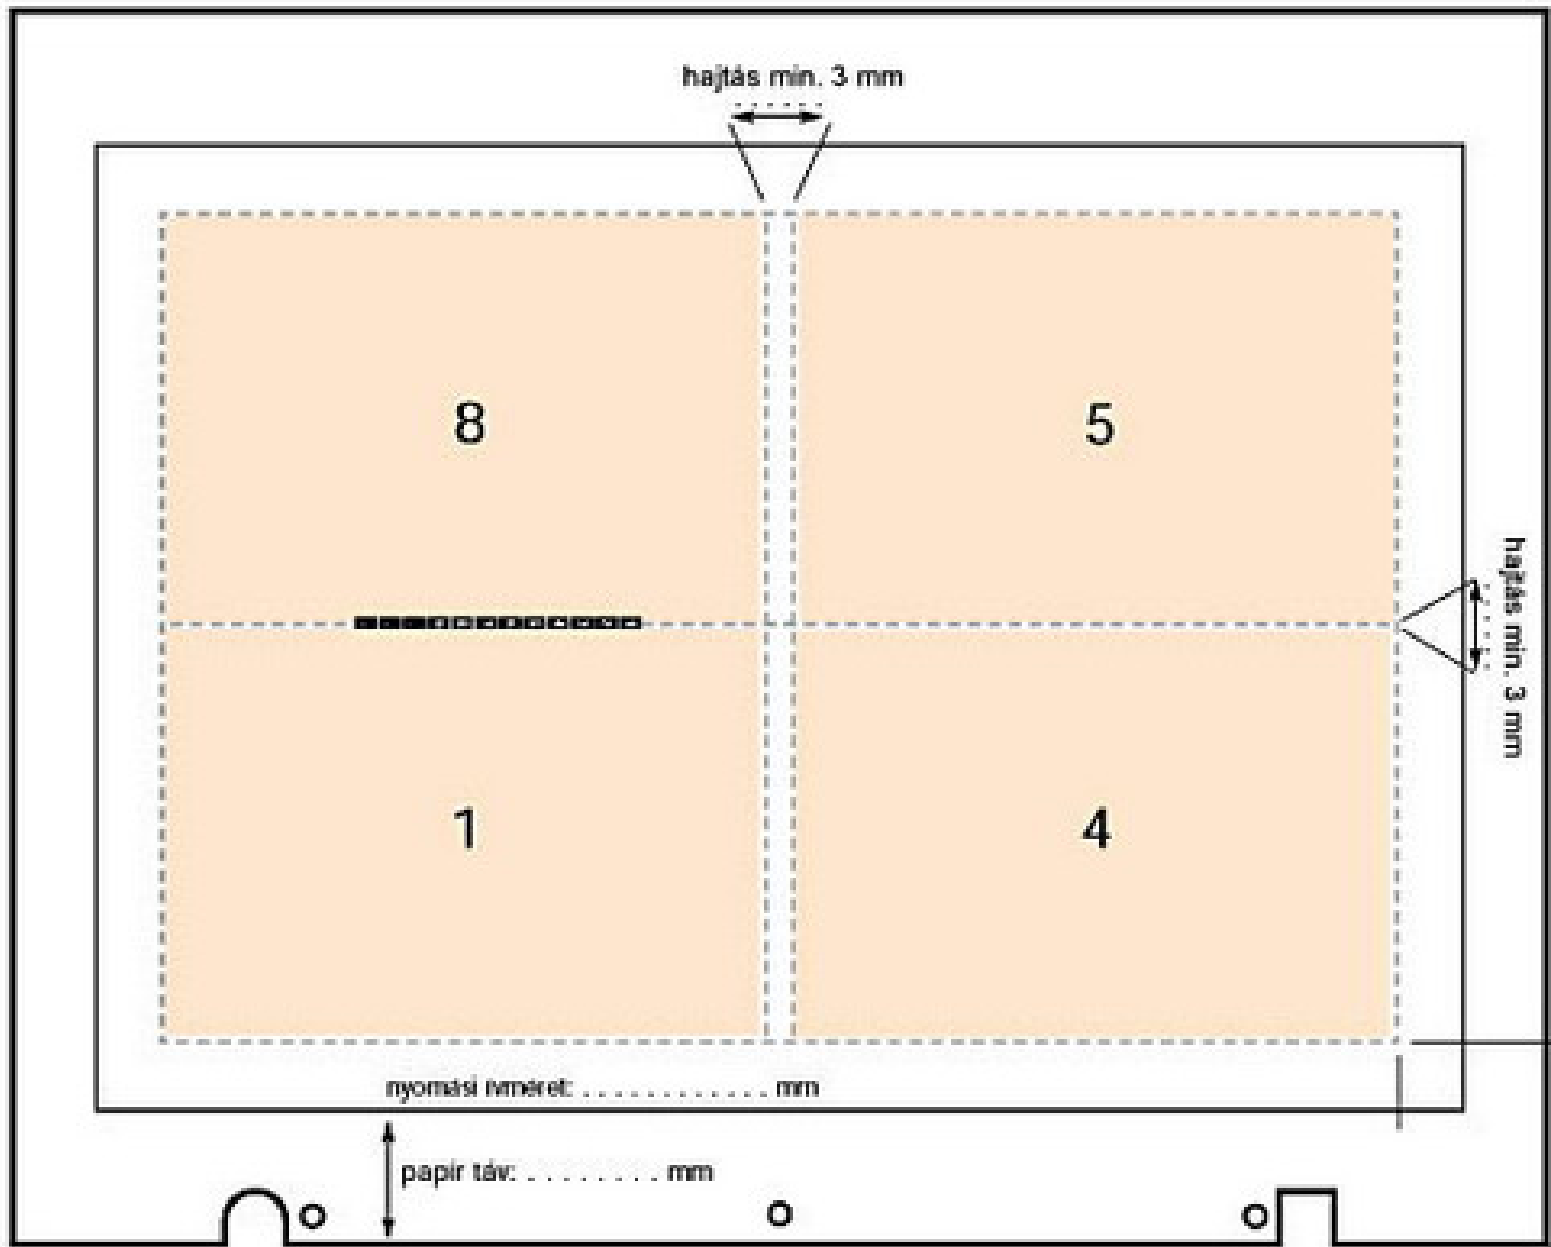 hajtás min. 3 mm
8
5
hajtás min. 3 mm
1
4
nyomási ívméret: . . . . . . . . . . . . mm
papír táv: . . . . . . . . . mm